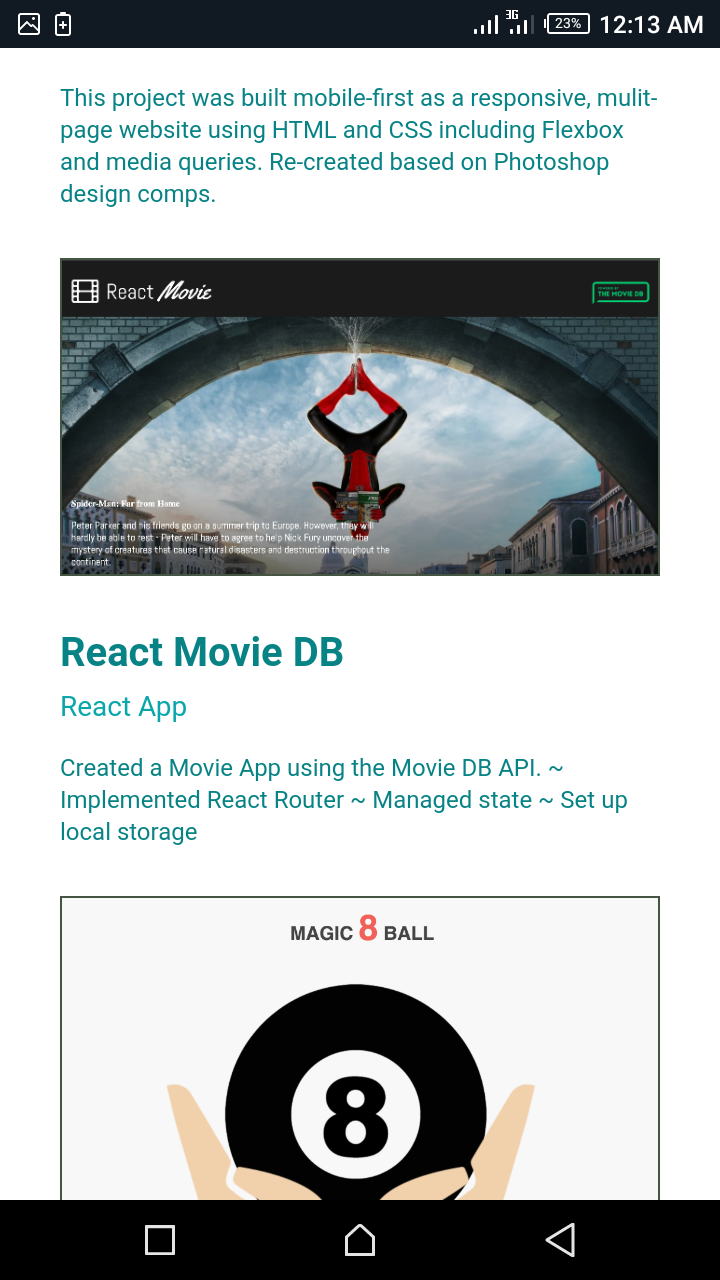 3G
23%
12:13 AM
This project was built mobile-first as a responsive, mulit-
page website using HTML and CSS including Flexbox
and media queries. Re-created based on Photoshop
design comps.
React Movie
POWERED BY
THE MOVIE DB
Spider-Man: Far from Home
Peter Parker and his friends go on a summer trip to Europe. However, they will
hardly be able to rest - Peter will have to agree to help Nick Fury uncover the
mystery of creatures that cause natural disasters and destruction throughout the
continent.
React Movie DB
React App
Created a Movie App using the Movie DB API. ~
Implemented React Router ~ Managed state ~ Set up
local storage
MAGIC 8 BALL
8